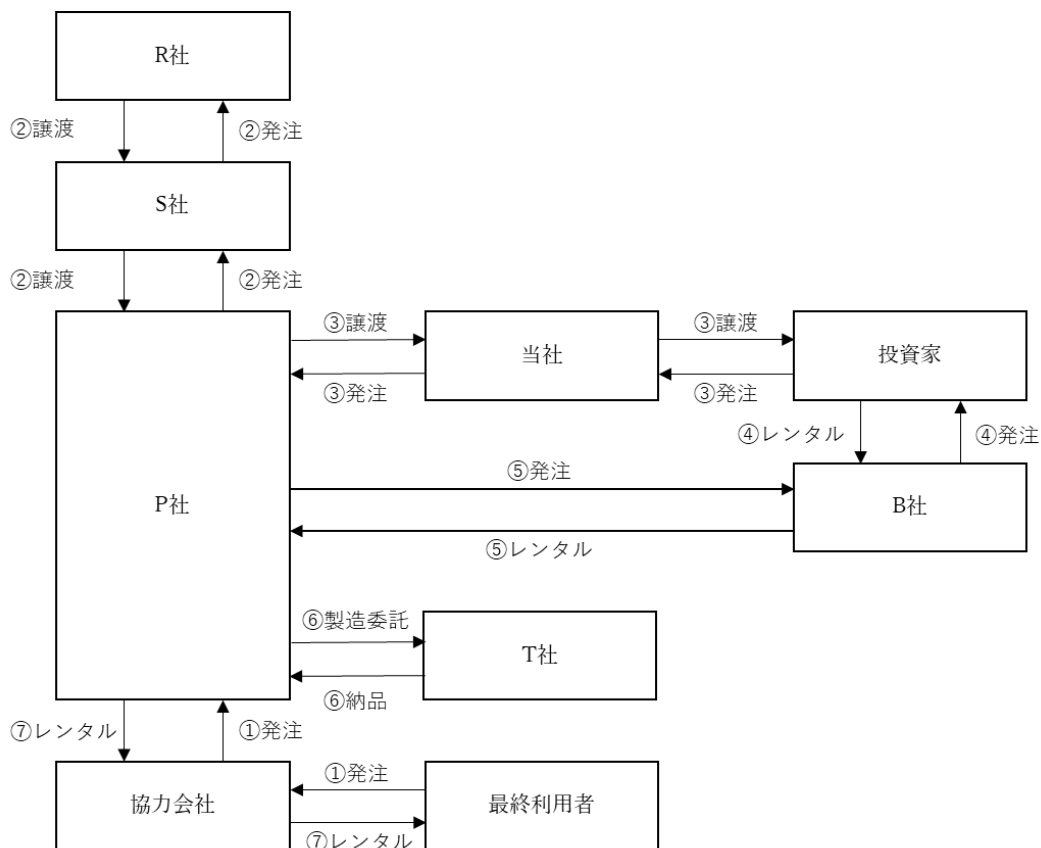 R社
②譲渡
②発注
S社
②譲渡
②発注
P社
③譲渡
③発注
当社
③譲渡
③発注
投資家
④レンタル
④発注
⑤発注
⑤レンタル
B社
⑥製造委託
⑥納品
T社
⑦レンタル
①発注
協力会社
①発注
⑦レンタル
最終利用者